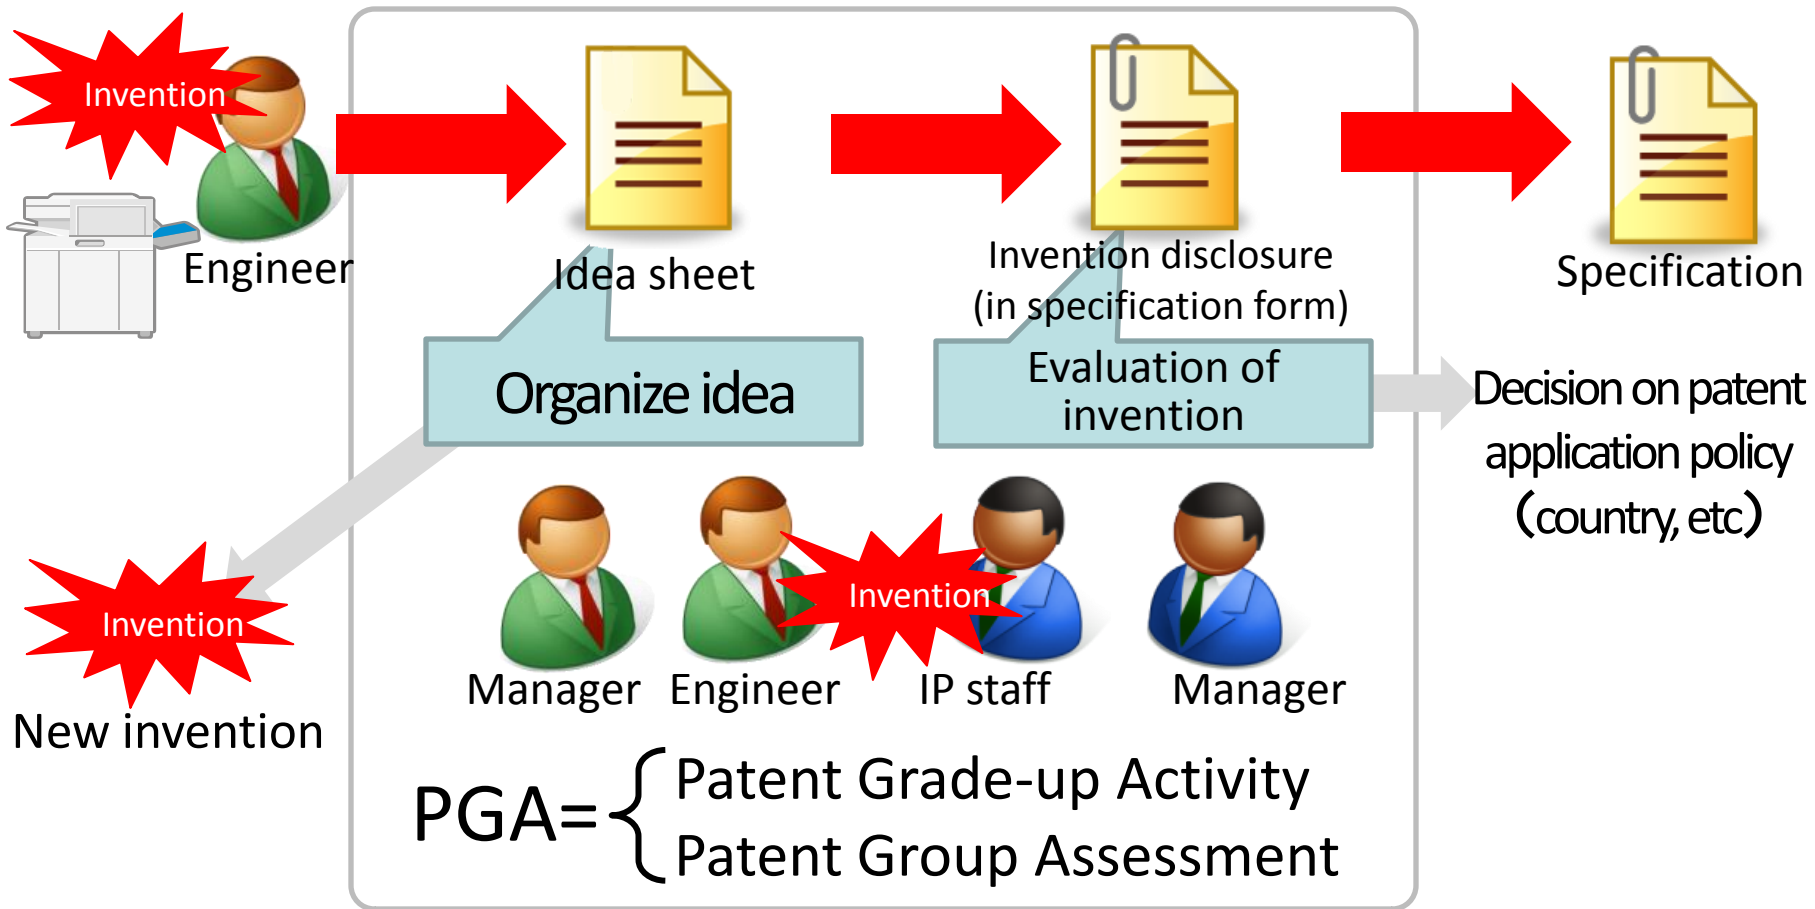 Invention
Engineer
Idea sheet
Invention disclosure
(in specification form)
Specification
Organize idea
Evaluation of
invention
Decision on patent
application policy
(country, etc)
Invention
New invention
Invention
Manager
Engineer
IP staff
Manager
PGA=
Patent Grade-up Activity
Patent Group Assessment